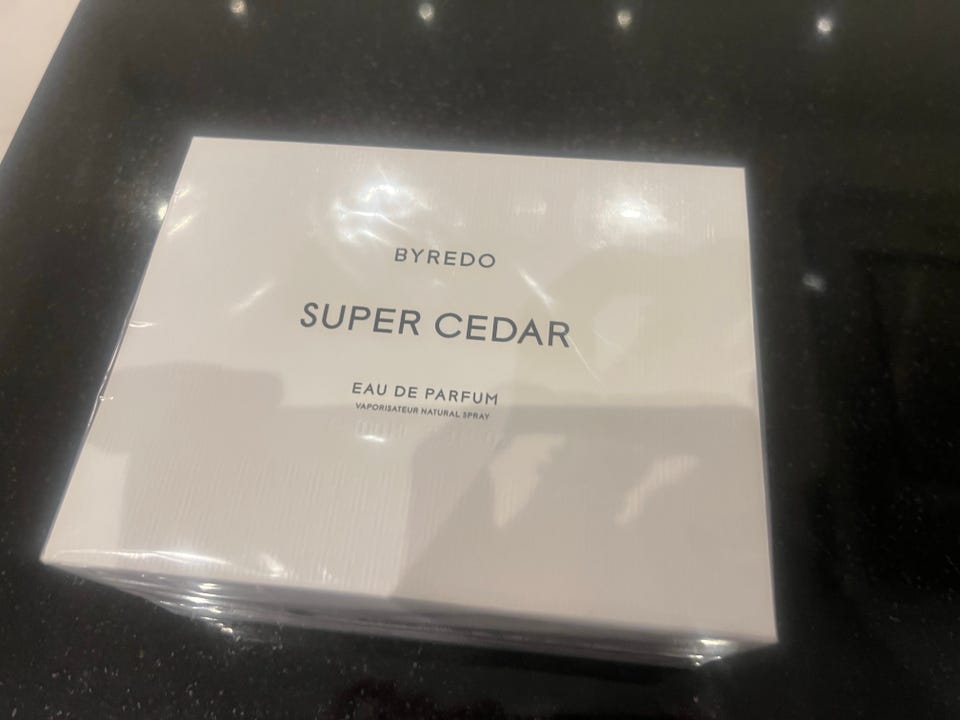 BYREDO
SUPER CEDAR
EAU DE PARFUM
VAPORISATEUR NATURAL SPRAY